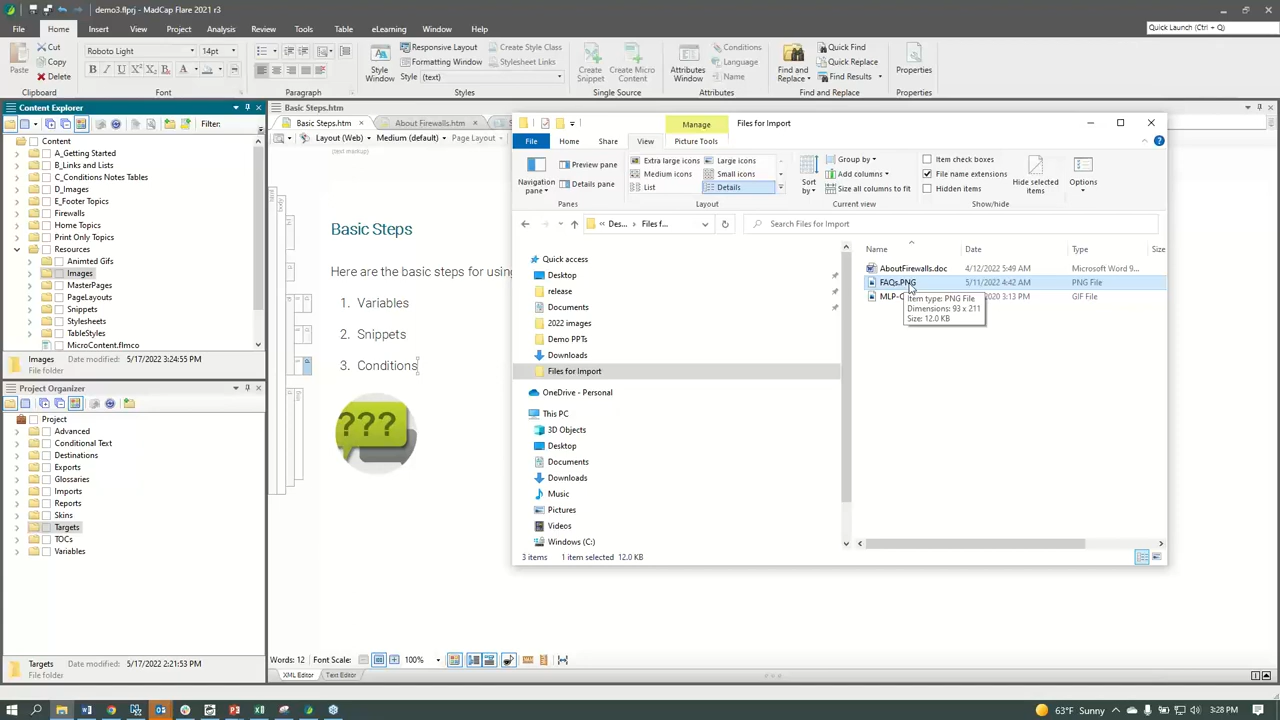 demo3.flprj - MadCap Flare 2021 r3
File Home Insert View Project Analysis Review Tools Table eLearning Window Help
Quick Launch (Ctrl + Q)
Paste
Cut
Copy
Delete
Clipboard
Roboto Light 14pt
B I U X² X₂
Font
Paragraph
Style Window
Responsive Layout
Formatting Window
Style (text)
Create Style Class
Stylesheet Links
Styles
Create Snippet
Create Micro Content
Single Source
Attributes Window
Conditions
Language
Name
Attributes
Find and Replace
Quick Find
Quick Replace
Find Results
Find and Replace
Properties
Properties
Content Explorer
Filter:
Content
A_Getting Started
B_Links and Lists
C_Conditions Notes Tables
D_Images
E_Footer Topics
Firewalls
Home Topics
Print Only Topics
Resources
Animted Gifs
Images
MasterPages
PageLayouts
Snippets
Stylesheets
TableStyles
MicroContent.flmco
Images Date modified: 5/17/2022 3:24:55 PM
File folder
Project Organizer
Project
Advanced
Conditional Text
Destinations
Exports
Glossaries
Imports
Reports
Skins
Targets
TOCs
Variables
Targets Date modified: 5/17/2022 2:21:53 PM
File folder
Basic Steps.htm
Basic Steps.htm About Firewalls.htm
Layout (Web) Medium (default) Page Layout
Basic Steps
Here are the basic steps for using
1. Variables
2. Snippets
3. Conditions
???
Words: 12 Font Scale: 100%
XML Editor Text Editor
Manage
Files for Import
File Home Share View Picture Tools
Navigation pane
Preview pane
Details pane
Panes
Extra large icons
Large icons
Medium icons
Small icons
List
Details
Layout
Sort by
Group by
Add columns
Size all columns to fit
Current view
Item check boxes
File name extensions
Hidden items
Hide selected items
Show/hide
Options
« Des... › Files f... ›
Search Files for Import
Quick access
Desktop
release
Documents
2022 images
Demo PPTs
Downloads
Files for Import
OneDrive - Personal
This PC
3D Objects
Desktop
Documents
Downloads
Music
Pictures
Videos
Windows (C:)
Name Date Type Size
AboutFirewalls.doc 4/12/2022 5:49 AM Microsoft Word 9...
FAQs.PNG 5/11/2022 4:42 AM PNG File
3:13 PM GIF File
Item type: PNG File
Dimensions: 93 x 211
Size: 12.0 KB
3 items 1 item selected 12.0 KB
63°F Sunny
3:28 PM